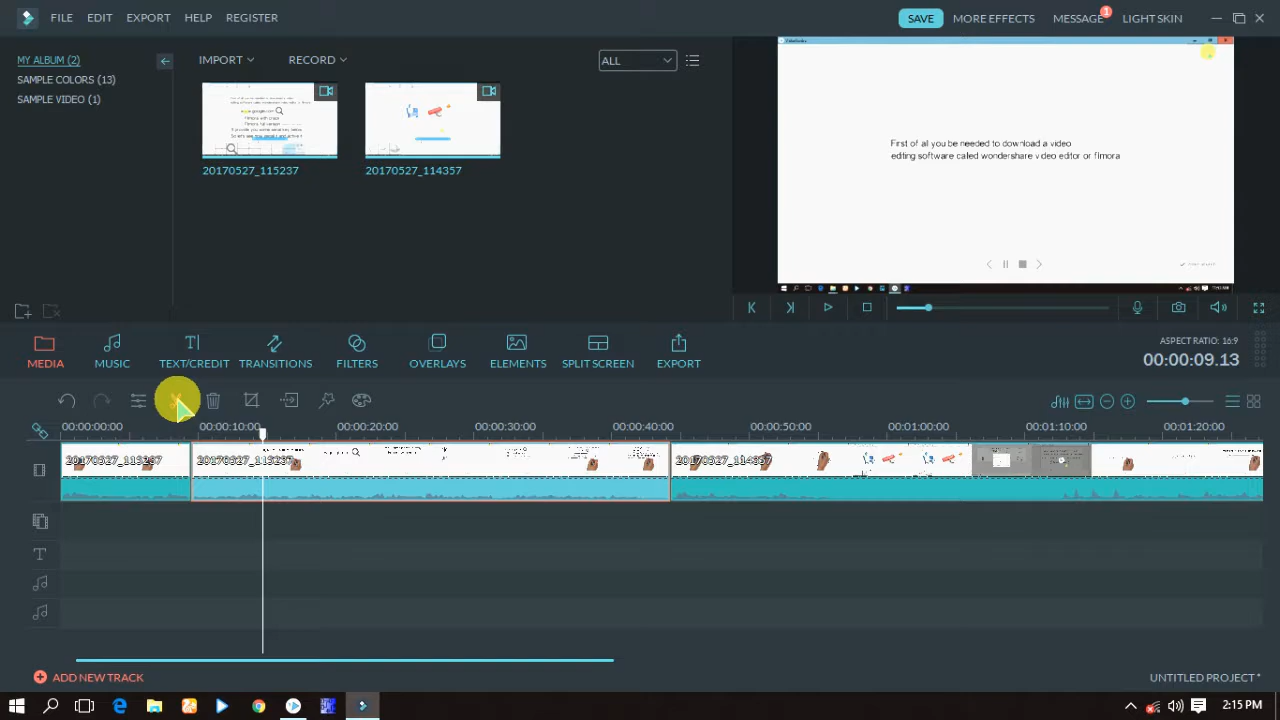 FILE EDIT EXPORT HELP REGISTER SAVE MORE EFFECTS MESSAGE 1 LIGHT SKIN
MY ALBUM (2)
SAMPLE COLORS (13)
SAMPLE VIDEO (1)
IMPORT RECORD ALL
20170527_115237 20170527_114357
First of all you be needed to download a video
editing software called wondershare video editor or flmora
MEDIA MUSIC TEXT/CREDIT TRANSITIONS FILTERS OVERLAYS ELEMENTS SPLIT SCREEN EXPORT
ASPECT RATIO: 16:9
00:00:09.13
00:00:00:00 00:00:10:00 00:00:20:00 00:00:30:00 00:00:40:00 00:00:50:00 00:01:00:00 00:01:10:00 00:01:20:00
20170527_115237 20170527_115237 20170527_114357
ADD NEW TRACK UNTITLED PROJECT *
2:15 PM